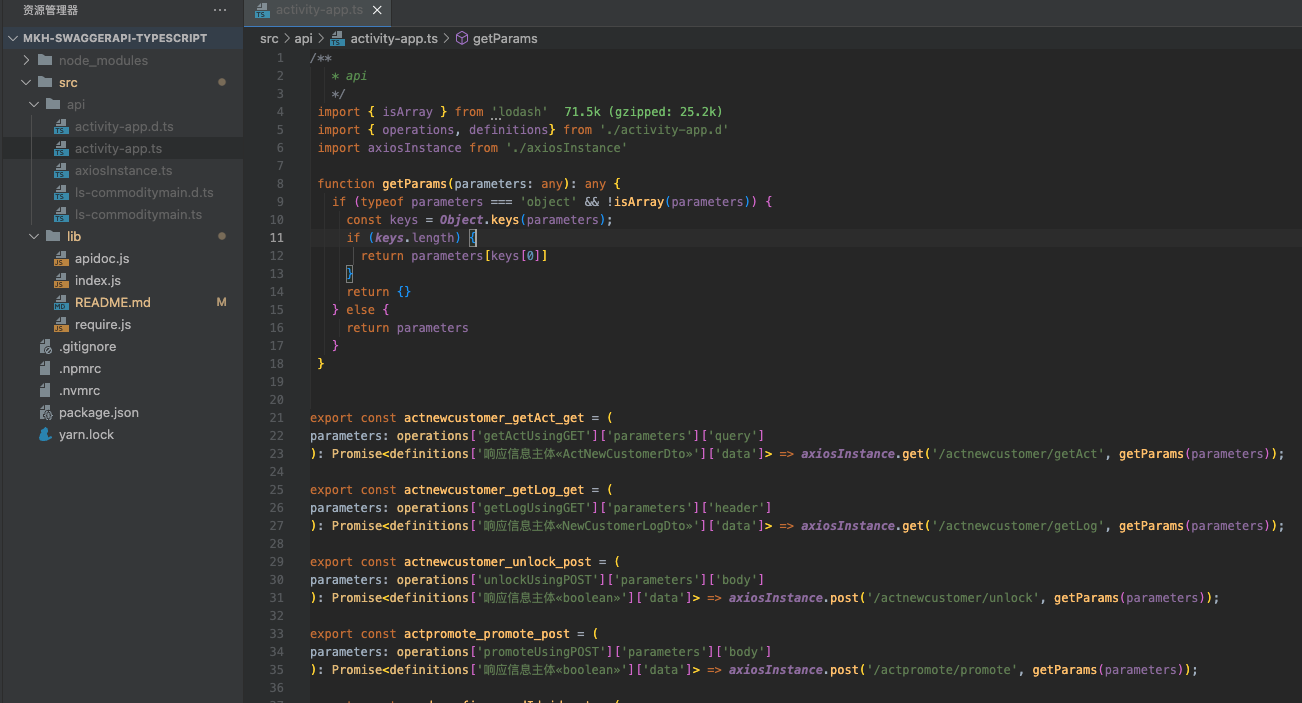 资源管理器
···
MKH-SWAGGERAPI-TYPESCRIPT
node_modules
src
api
activity-app.d.ts
activity-app.ts
axiosInstance.ts
ls-commoditymain.d.ts
ls-commoditymain.ts
lib
apidoc.js
index.js
README.md M
require.js
.gitignore
.npmrc
.nvmrc
package.json
yarn.lock
activity-app.ts
src > api > activity-app.ts > getParams
1 /**
2 * api
3 */
4 import { isArray } from 'lodash' 71.5k (gzipped: 25.2k)
5 import { operations, definitions} from './activity-app.d'
6 import axiosInstance from './axiosInstance'
7
8 function getParams(parameters: any): any {
9 if (typeof parameters === 'object' && !isArray(parameters)) {
10 const keys = Object.keys(parameters);
11 if (keys.length) {
12 return parameters[keys[0]]
13 }
14 return {}
15 } else {
16 return parameters
17 }
18 }
19
20
21 export const actnewcustomer_getAct_get = (
22 parameters: operations['getActUsingGET']['parameters']['query']
23 ): Promise<definitions['响应信息主体«ActNewCustomerDto»']['data']> => axiosInstance.get('/actnewcustomer/getAct', getParams(parameters));
24
25 export const actnewcustomer_getLog_get = (
26 parameters: operations['getLogUsingGET']['parameters']['header']
27 ): Promise<definitions['响应信息主体«NewCustomerLogDto»']['data']> => axiosInstance.get('/actnewcustomer/getLog', getParams(parameters));
28
29 export const actnewcustomer_unlock_post = (
30 parameters: operations['unlockUsingPOST']['parameters']['body']
31 ): Promise<definitions['响应信息主体«boolean»']['data']> => axiosInstance.post('/actnewcustomer/unlock', getParams(parameters));
32
33 export const actpromote_promote_post = (
34 parameters: operations['promoteUsingPOST']['parameters']['body']
35 ): Promise<definitions['响应信息主体«boolean»']['data']> => axiosInstance.post('/actpromote/promote', getParams(parameters));
36